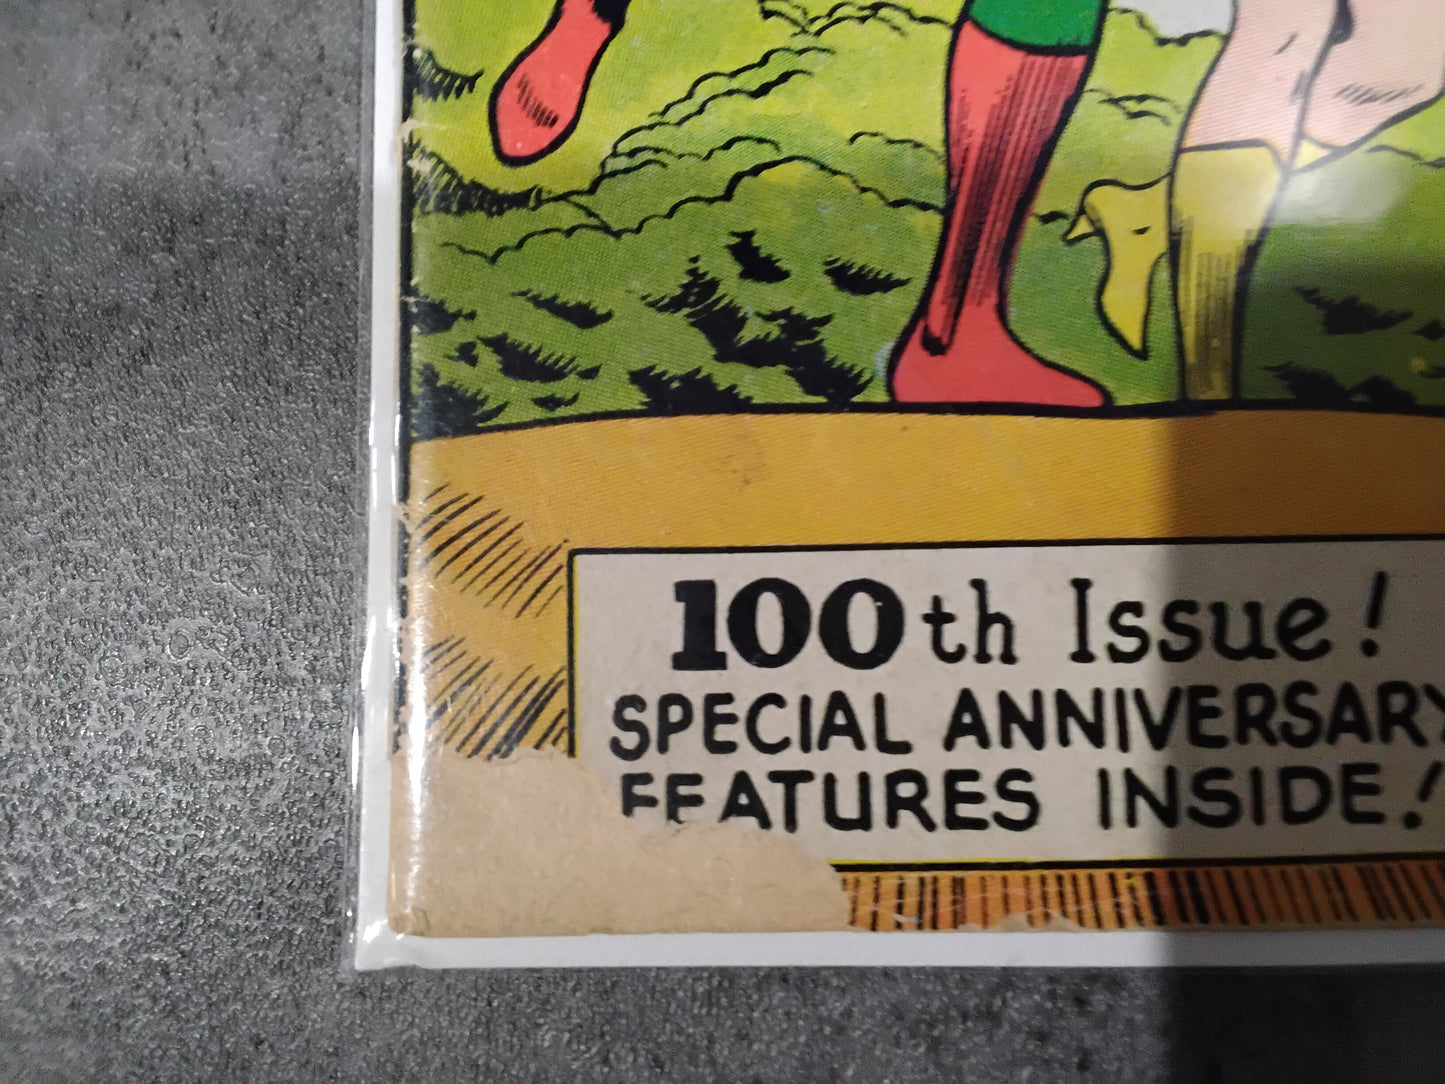 100th Issue!
SPECIAL ANNIVERSARY
FEATURES INSIDE!